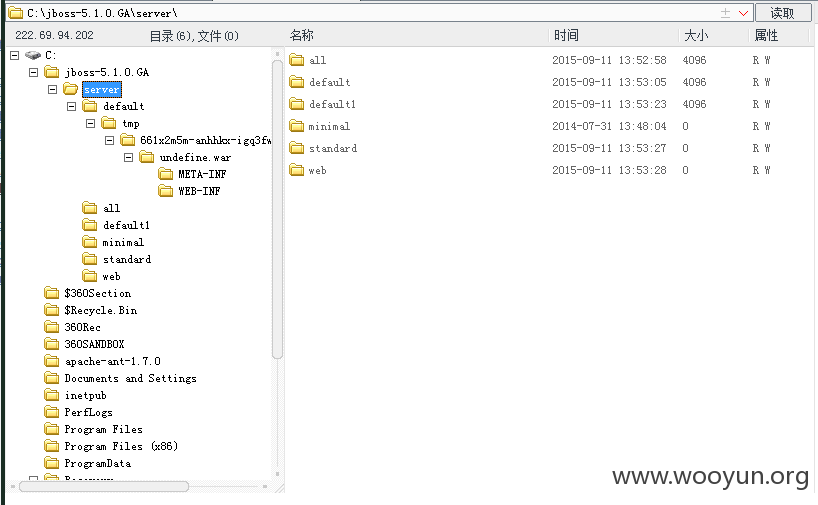 C:\jboss-5.1.0.GA\server\ 读取
222.69.94.202 目录(6),文件(0) 名称 时间 大小 属性
C:
jboss-5.1.0.GA
server
default
tmp
661x2m5m-anhhkx-igq3fw
undefine.war
META-INF
WEB-INF
all
default1
minimal
standard
web
$360Section
$Recycle.Bin
360Rec
360SANDBOX
apache-ant-1.7.0
Documents and Settings
inetpub
PerfLogs
Program Files
Program Files (x86)
ProgramData
all 2015-09-11 13:52:58 4096 R W
default 2015-09-11 13:53:05 4096 R W
default1 2015-09-11 13:53:23 4096 R W
minimal 2014-07-31 13:48:04 0 R W
standard 2015-09-11 13:53:27 0 R W
web 2015-09-11 13:53:28 0 R W
www.wooyun.org